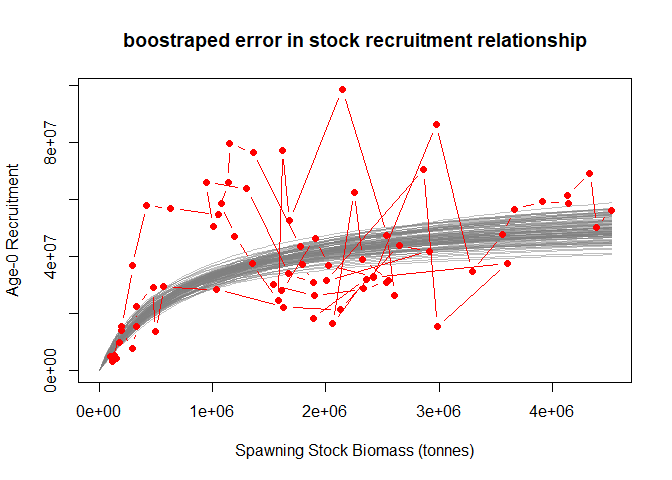 boostraped error in stock recruitment relationship
Age-0 Recruitment
8e+07
4e+07
0e+00
0e+00 1e+06 2e+06 3e+06 4e+06
Spawning Stock Biomass (tonnes)